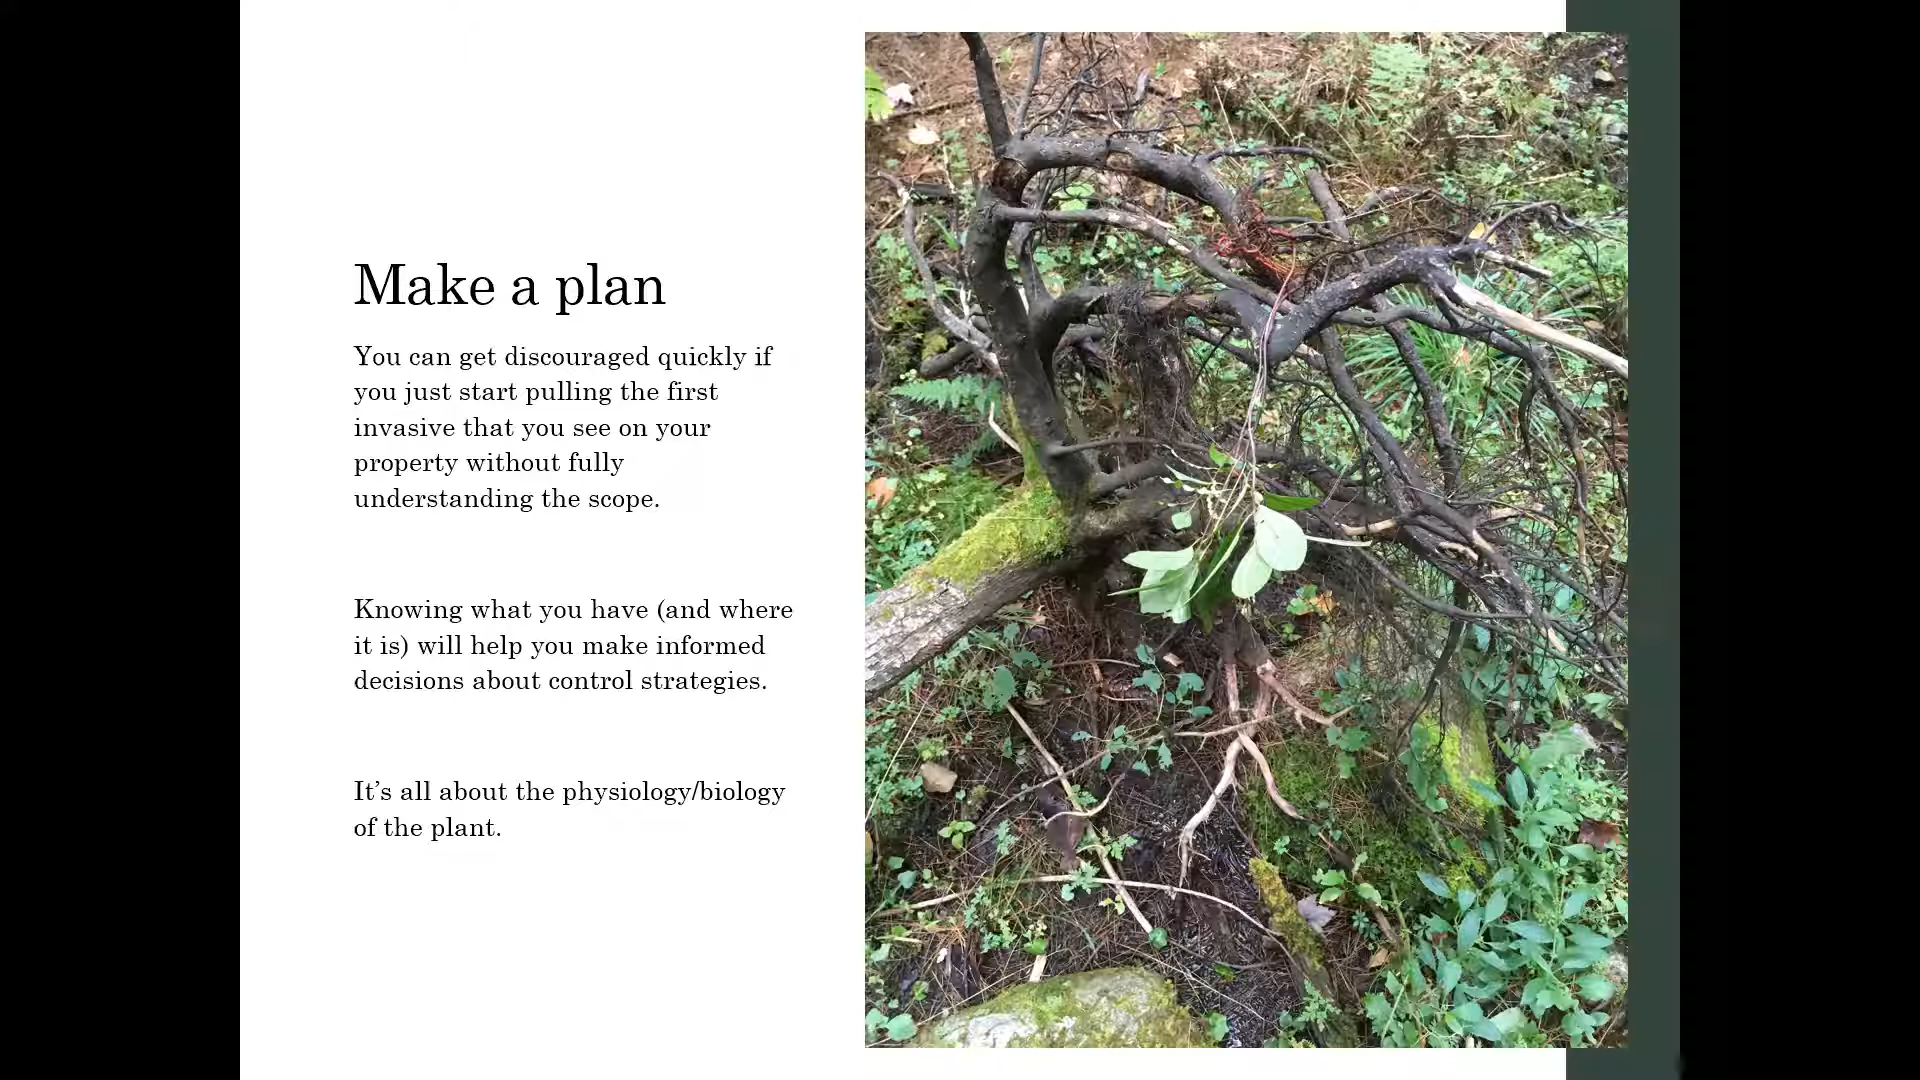 Make a plan
You can get discouraged quickly if
you just start pulling the first
invasive that you see on your
property without fully
understanding the scope.
Knowing what you have (and where
it is) will help you make informed
decisions about control strategies.
It’s all about the physiology/biology
of the plant.